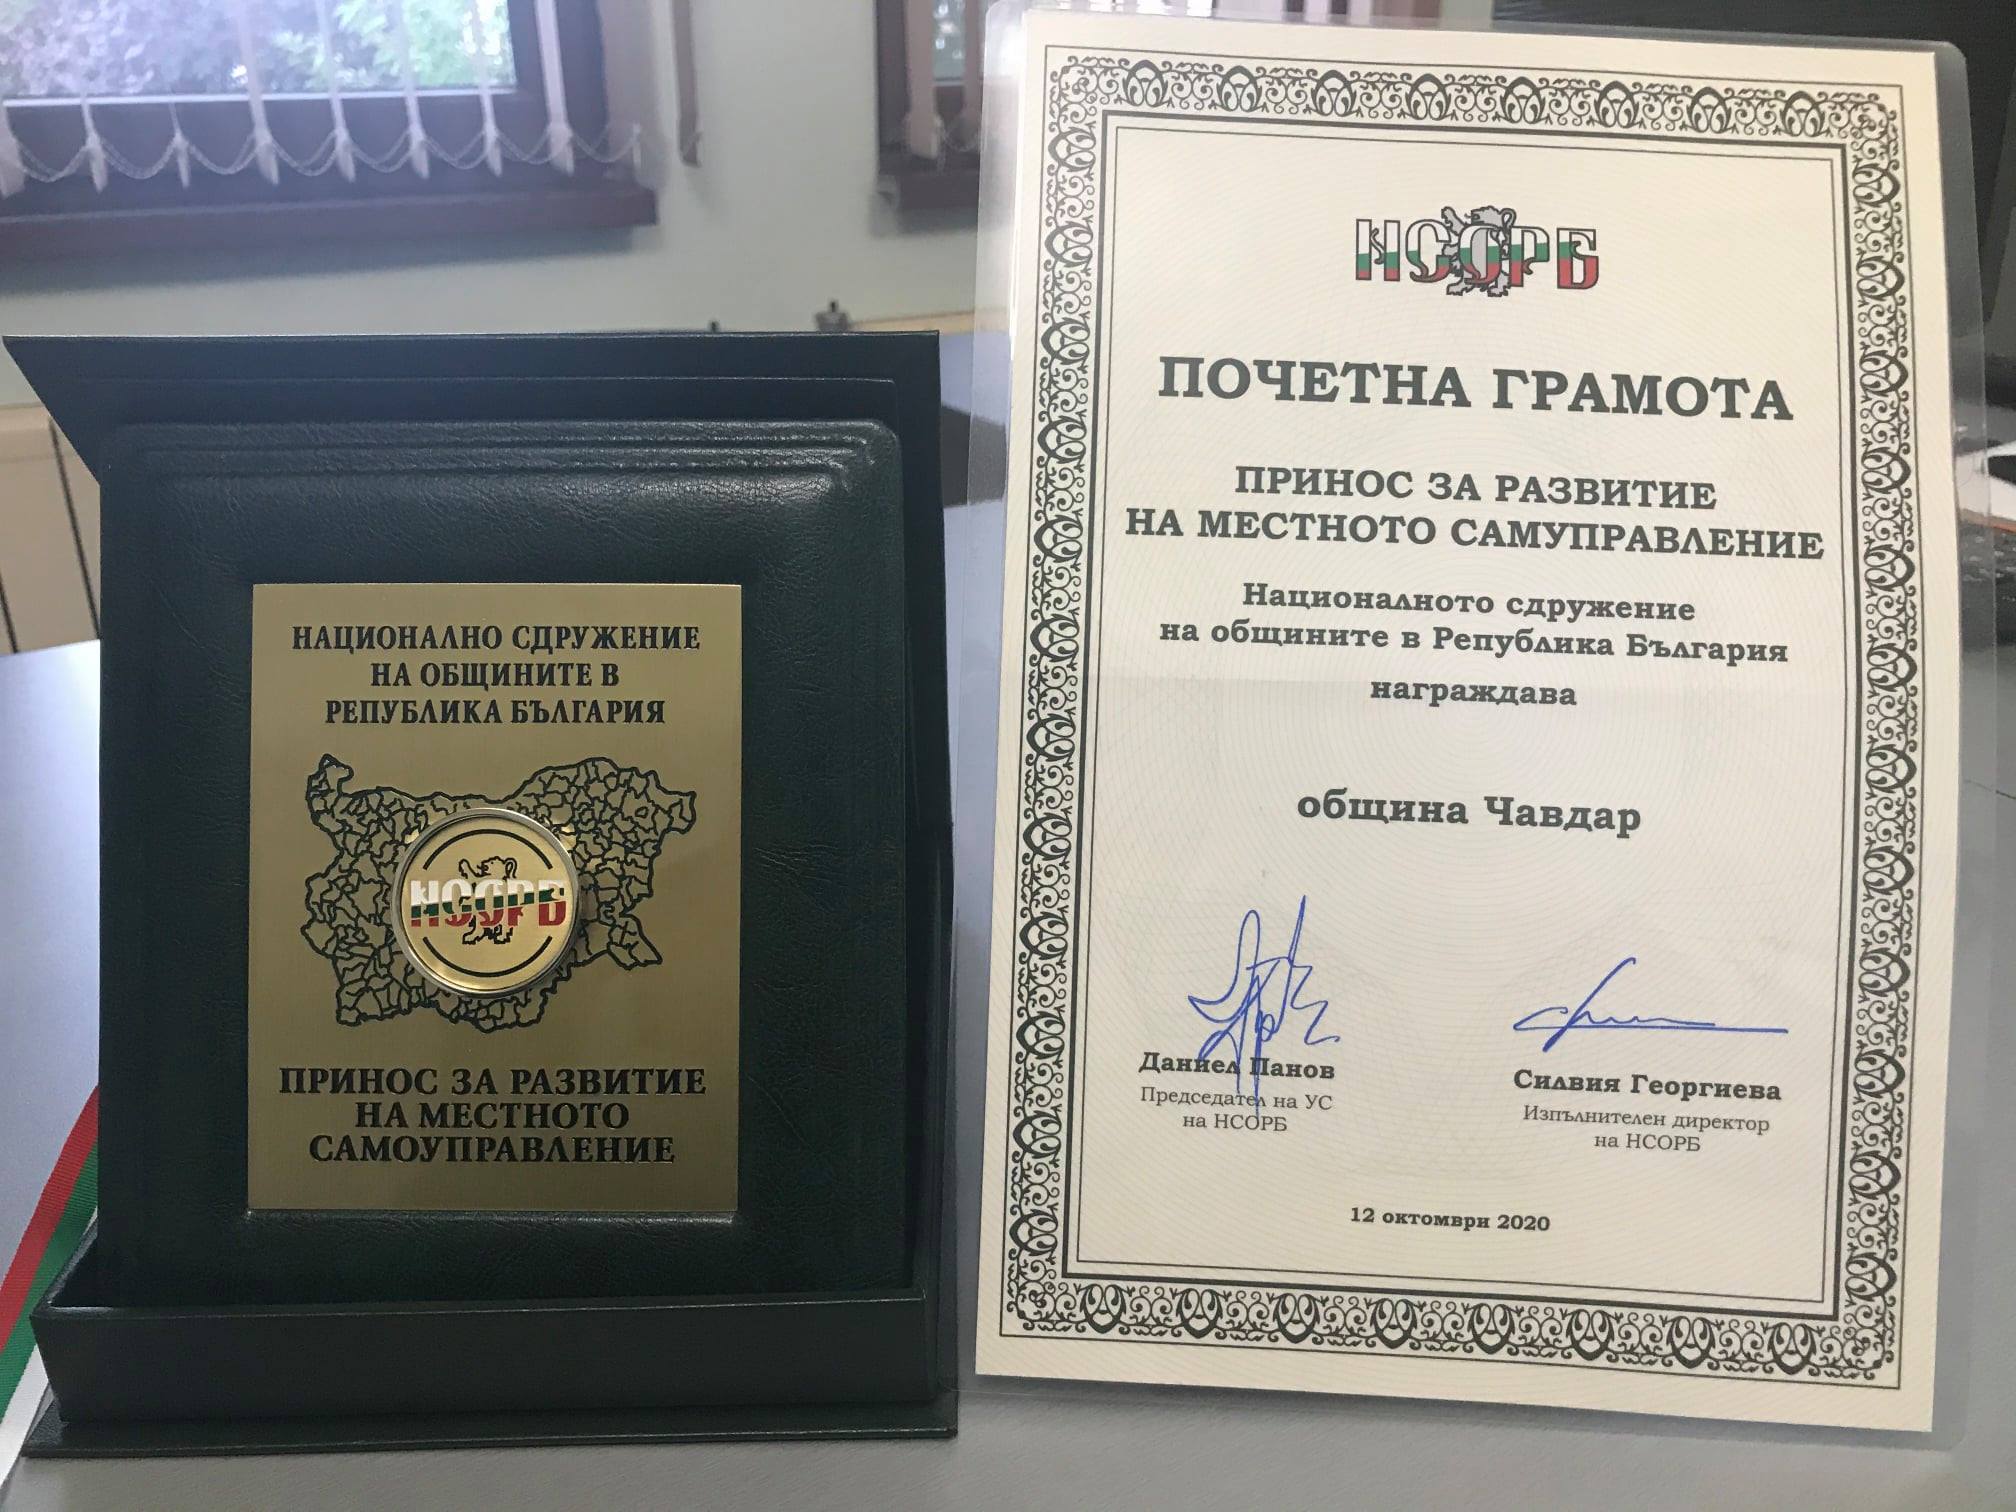 НАЦИОНАЛНО СДРУЖЕНИЕ
НА ОБЩИНИТЕ В
РЕПУБЛИКА БЪЛГАРИЯ
НСОРБ
ПРИНОС ЗА РАЗВИТИЕ
НА МЕСТНОТО
САМОУПРАВЛЕНИЕ
НСОРБ
ПОЧЕТНА ГРАМОТА
ПРИНОС ЗА РАЗВИТИЕ
НА МЕСТНОТО САМУПРАВЛЕНИЕ
Националното сдружение
на общините в Република България
награждава
община Чавдар
Даниел Панов
Председател на УС
на НСОРБ
Силвия Георгиева
Изпълнителен директор
на НСОРБ
12 октомври 2020